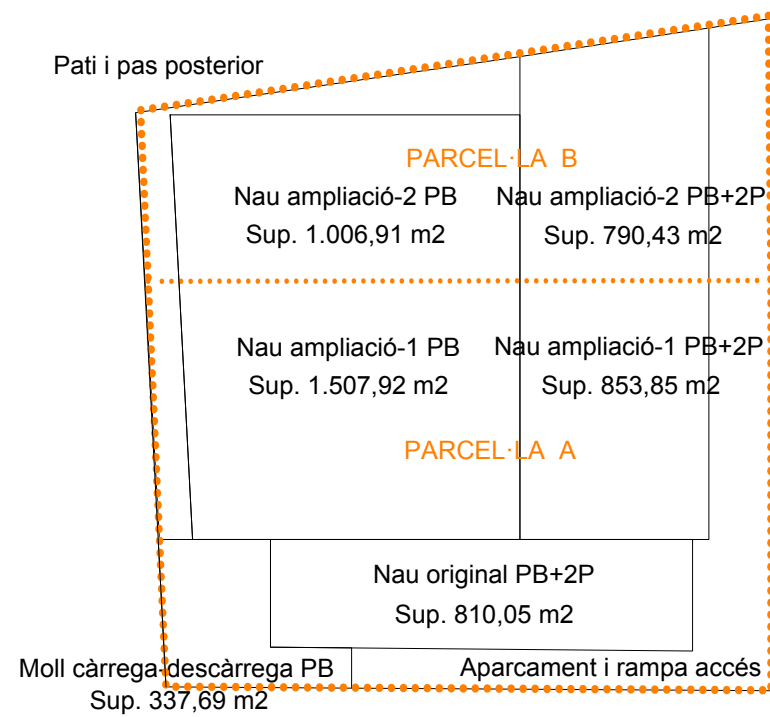 Pati i pas posterior
PARCEL·LA B
Nau ampliació-2 PB
Sup. 1.006,91 m2
Nau ampliació-2 PB+2P
Sup. 790,43 m2
Nau ampliació-1 PB
Sup. 1.507,92 m2
Nau ampliació-1 PB+2P
Sup. 853,85 m2
PARCEL·LA A
Nau original PB+2P
Sup. 810,05 m2
Moll càrrega-descàrrega PB
Sup. 337,69 m2
Aparcament i rampa accés